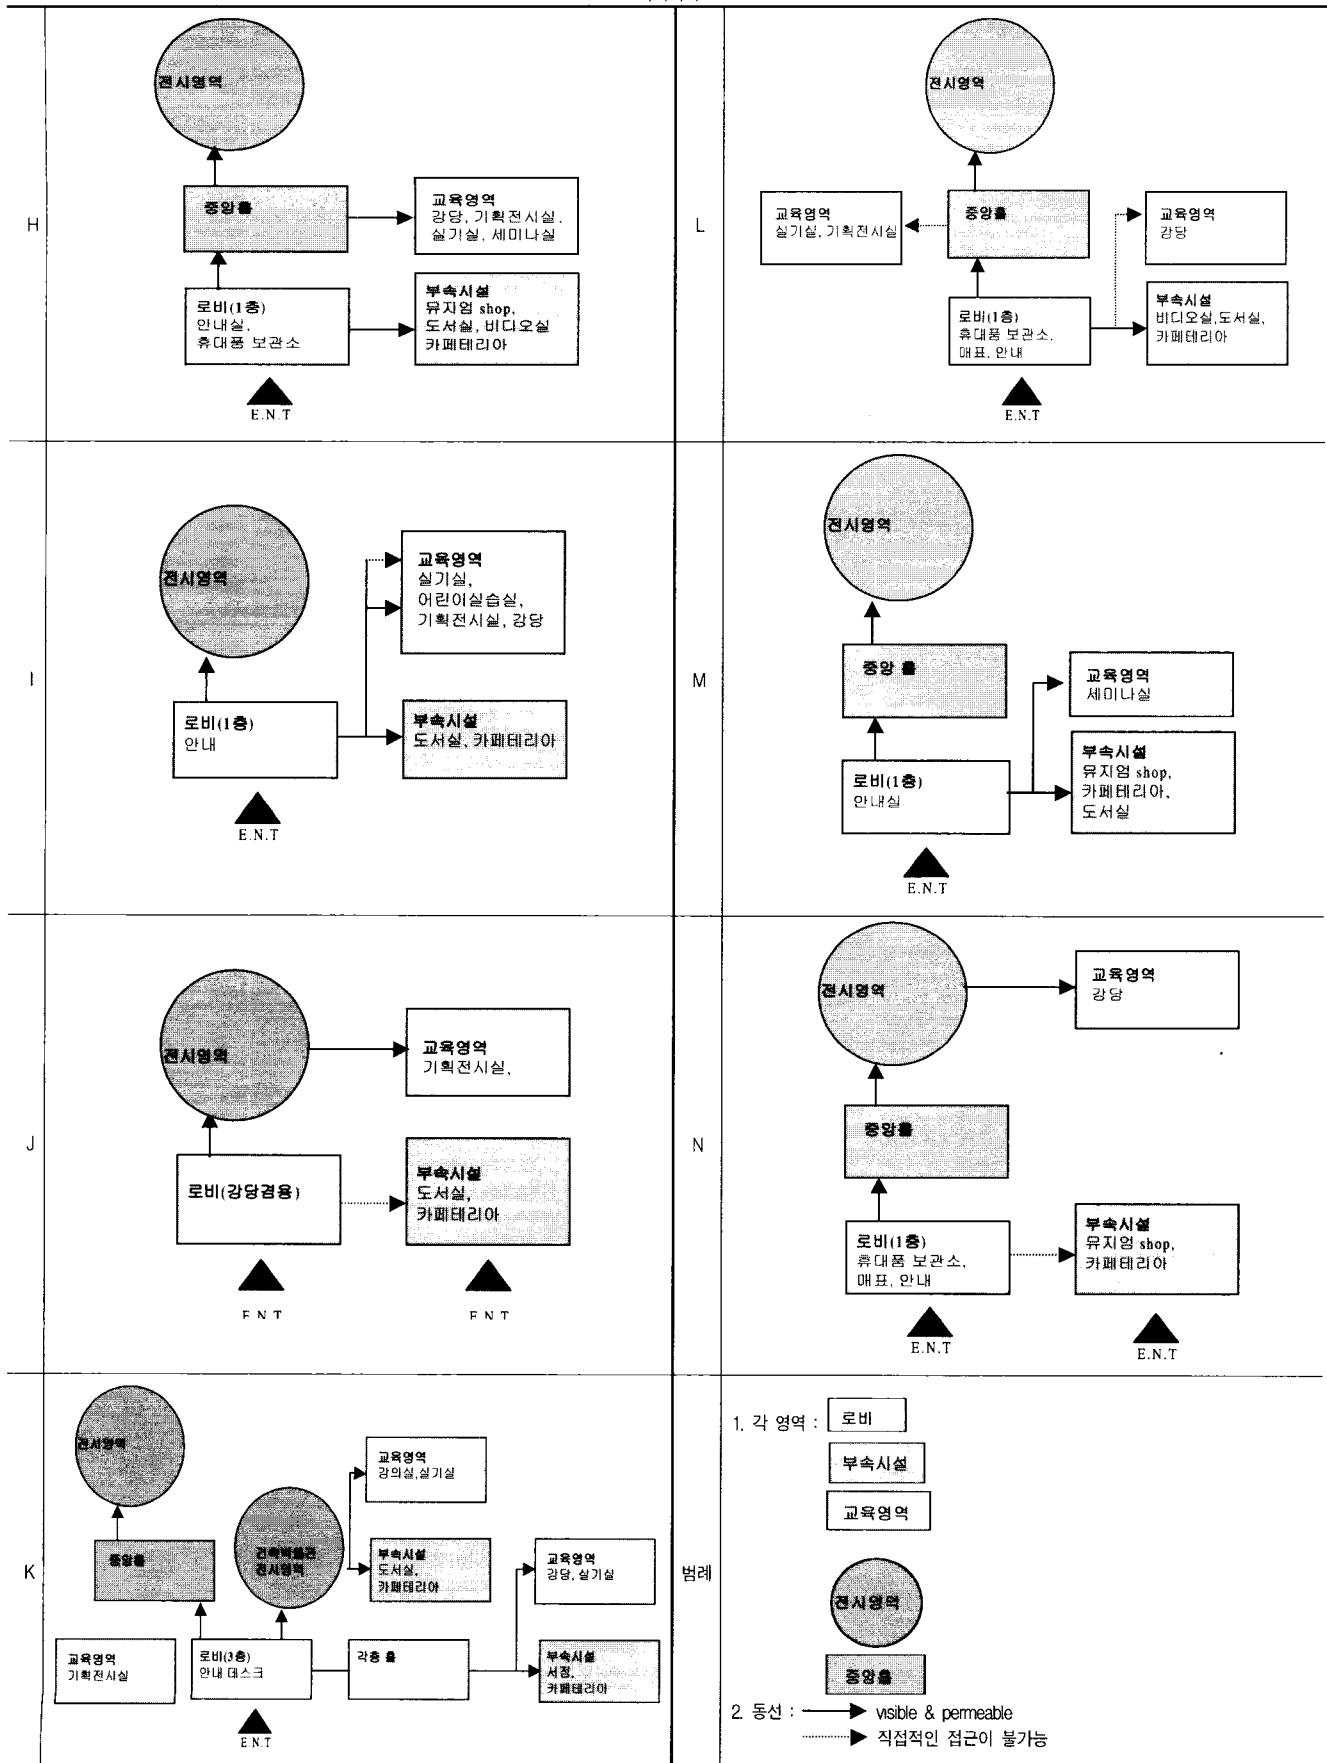 H
전시영역
중앙홀
교육영역
강당, 기획전시실,
실기실, 세미나실
로비(1층)
안내실,
휴대품 보관소
부속시설
뮤지엄 shop,
도서실, 비디오실
카페테리아
E.N.T
L
전시영역
교육영역
실기실, 기획전시실
중앙홀
교육영역
강당
로비(1층)
휴대품 보관소,
매표, 안내
부속시설
비디오실,도서실,
카페테리아
E.N.T
I
전시영역
교육영역
실기실,
어린이실습실,
기획전시실, 강당
로비(1층)
안내
부속시설
도서실, 카페테리아
E.N.T
M
전시영역
중앙 홀
교육영역
세미나실
로비(1층)
안내실
부속시설
뮤지엄 shop,
카페테리아,
도서실
E.N.T
J
전시영역
교육영역
기획전시실,
로비(강당겸용)
부속시설
도서실,
카페테리아
E.N.T
E.N.T
N
전시영역
교육영역
강당
중앙홀
로비(1층)
휴대품 보관소,
매표, 안내
부속시설
뮤지엄 shop,
카페테리아
E.N.T
E.N.T
K
전시영역
중앙홀
건축박물관
전시영역
교육영역
강의실,실기실
부속시설
도서실,
카페테리아
교육영역
강당, 실기실
교육영역
기획전시실
로비(3층)
안내 데스크
각층 홀
부속시설
서점,
카페테리아
E.N.T
범례
1. 각 영역 : 로비
부속시설
교육영역
전시영역
중앙홀
2. 동선 : visible & permeable
직접적인 접근이 불가능